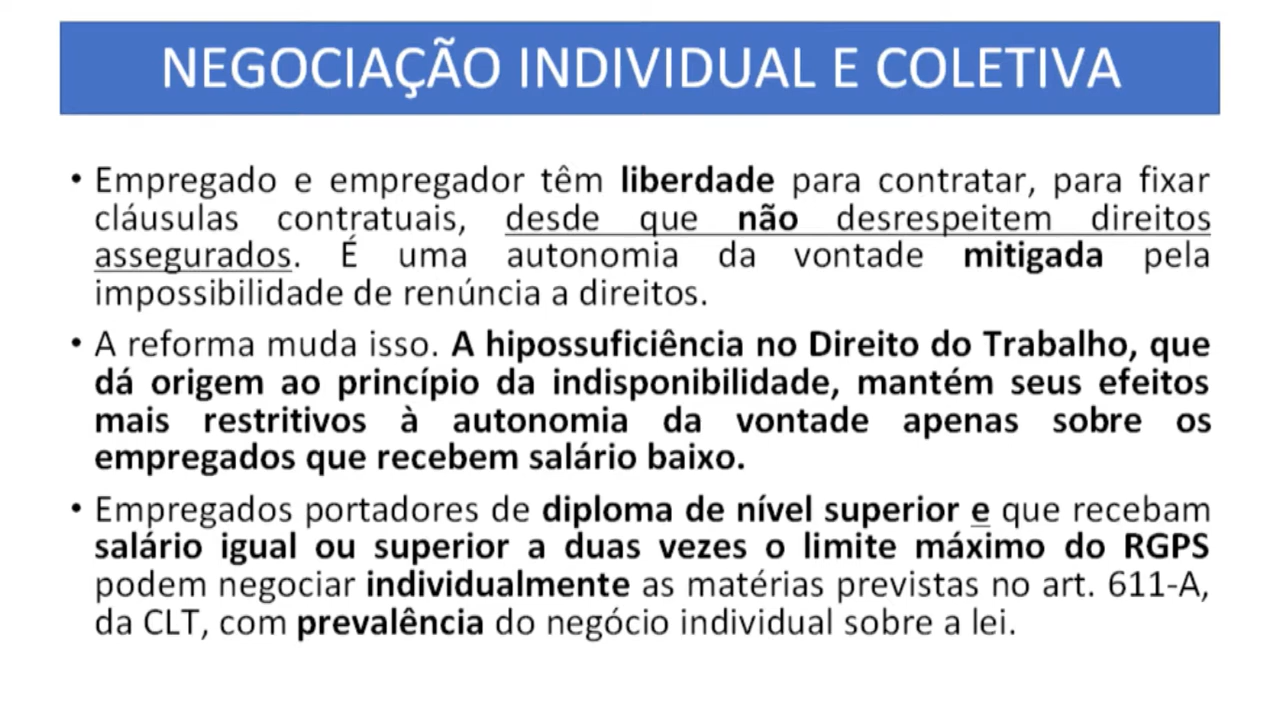 NEGOCIAÇÃO INDIVIDUAL E COLETIVA
• Empregado e empregador têm liberdade para contratar, para fixar
cláusulas contratuais, desde que não desrespeitem direitos
assegurados. É uma autonomia da vontade mitigada pela
impossibilidade de renúncia a direitos.
• A reforma muda isso. A hipossuficiência no Direito do Trabalho, que
dá origem ao princípio da indisponibilidade, mantém seus efeitos
mais restritivos à autonomia da vontade apenas sobre os
empregados que recebem salário baixo.
• Empregados portadores de diploma de nível superior e que recebam
salário igual ou superior a duas vezes o limite máximo do RGPS
podem negociar individualmente as matérias previstas no art. 611-A,
da CLT, com prevalência do negócio individual sobre a lei.